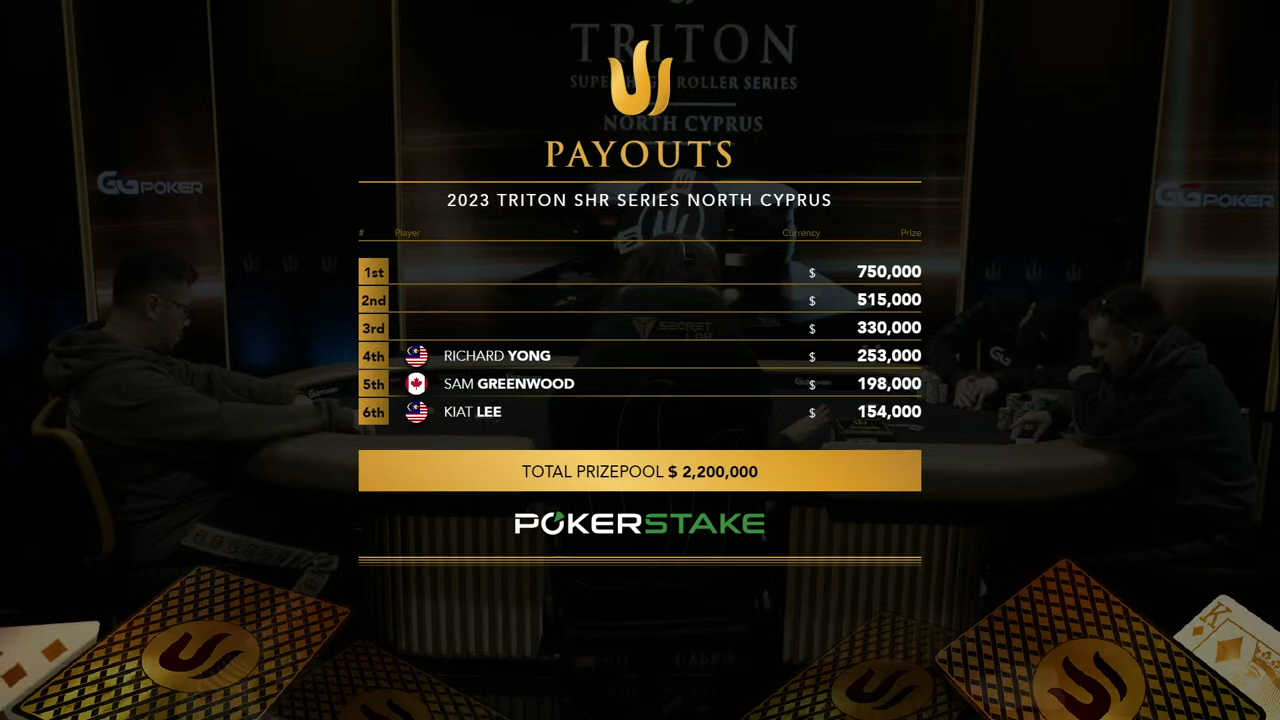 TRITON
SUPER HIGH ROLLER SERIES
NORTH CYPRUS
GGPOKER
GGPOKER
PAYOUTS
2023 TRITON SHR SERIES NORTH CYPRUS
# Player Currency Prize
1st $ 750,000
2nd $ 515,000
3rd $ 330,000
SECRET LAB
4th RICHARD YONG $ 253,000
5th SAM GREENWOOD $ 198,000
6th KIAT LEE $ 154,000
TOTAL PRIZEPOOL $ 2,200,000
POKERSTAKE
K